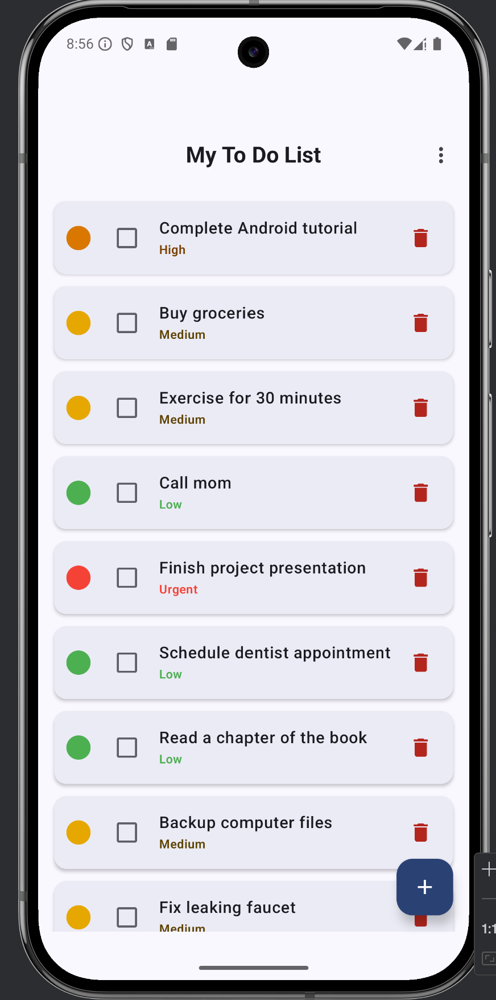 8:56
My To Do List
Complete Android tutorial
High
Buy groceries
Medium
Exercise for 30 minutes
Medium
Call mom
Low
Finish project presentation
Urgent
Schedule dentist appointment
Low
Read a chapter of the book
Low
Backup computer files
Medium
Fix leaking faucet
Medium
1:1